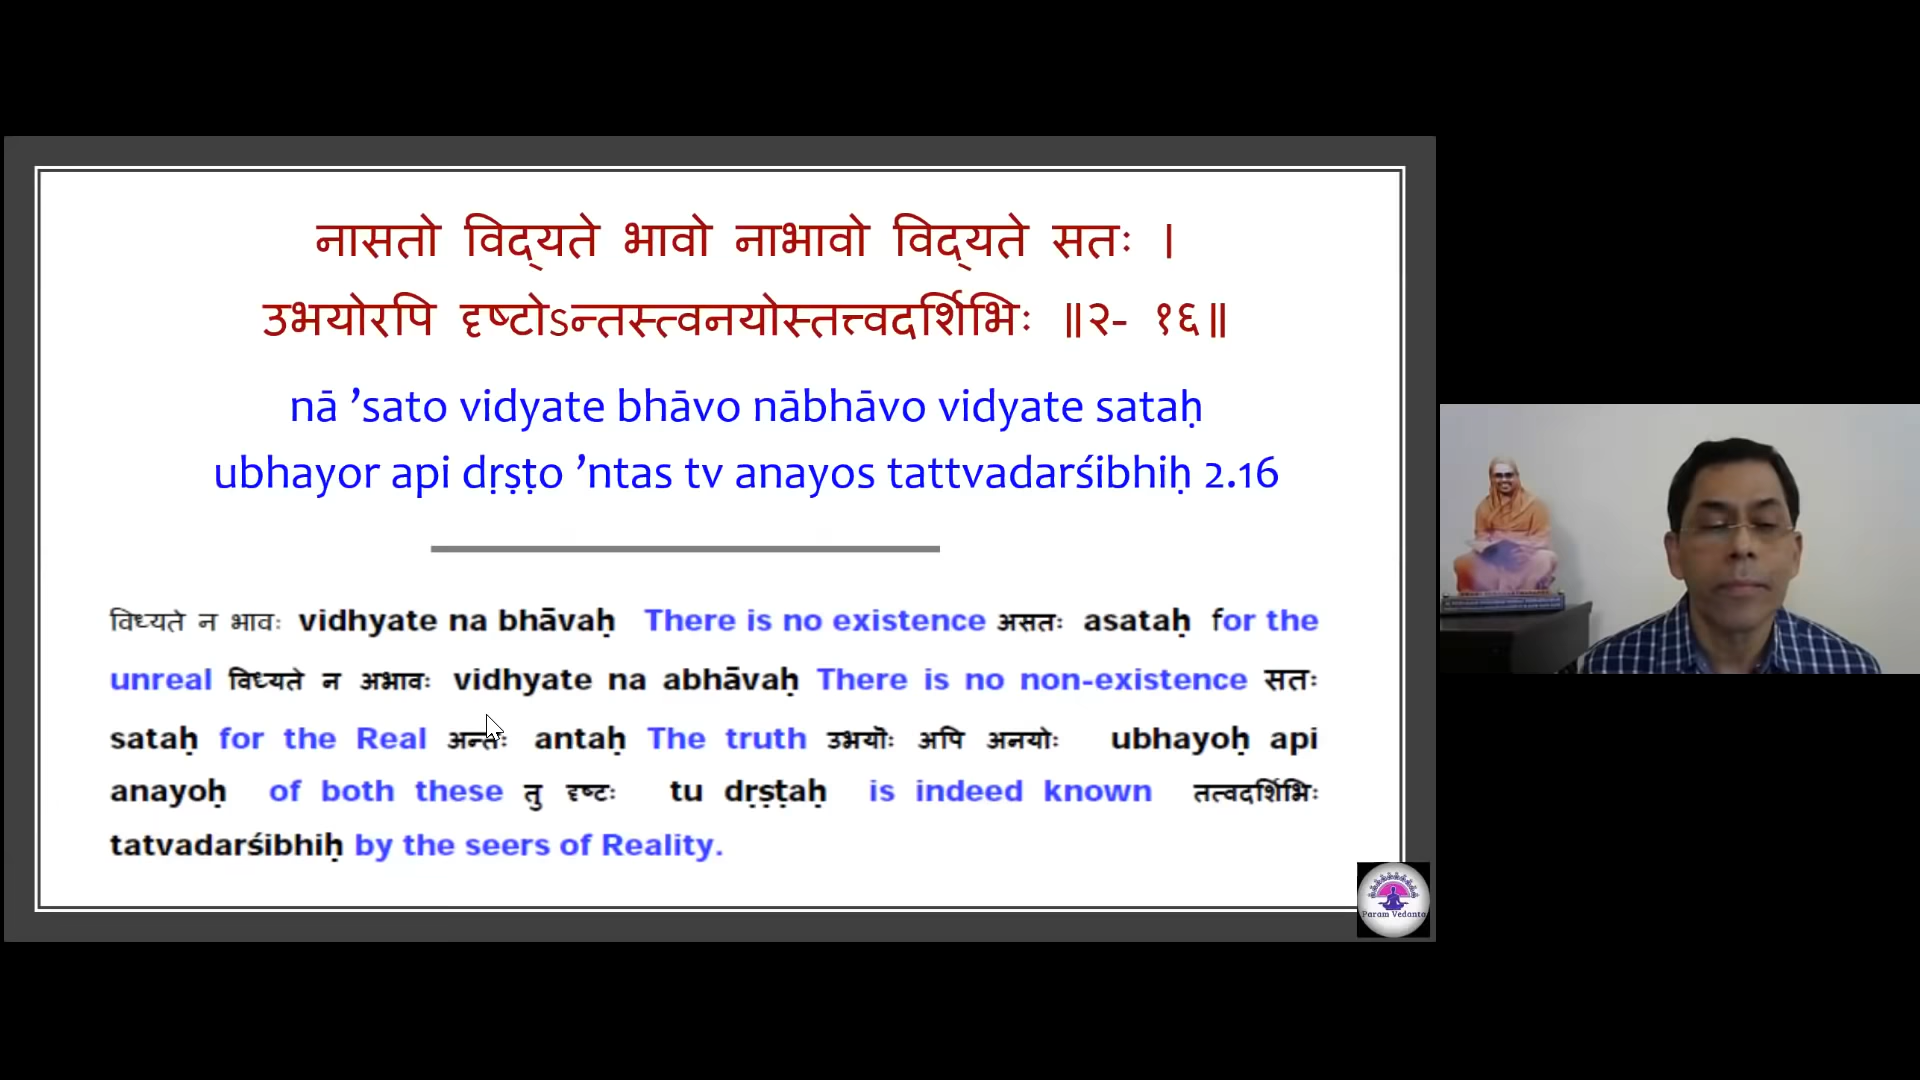 नासतो विद्यते भावो नाभावो विद्यते सतः ।
उभयोरपि दृष्टोऽन्तस्त्वनयोस्तत्त्वदर्शिभिः ॥२- १६॥
nā ’sato vidyate bhāvo nābhāvo vidyate sataḥ
ubhayor api dṛṣṭo ’ntas tv anayos tattvadarśibhiḥ 2.16
विध्यते न भावः vidhyate na bhāvaḥ There is no existence असतः asataḥ for the
unreal विध्यते न अभावः vidhyate na abhāvaḥ There is no non-existence सतः
sataḥ for the Real अन्तः antaḥ The truth उभयोः अपि अनयोः ubhayoḥ api
anayoḥ of both these तु दृष्टः tu dṛṣṭaḥ is indeed known तत्वदर्शिभिः
tatvadarśibhiḥ by the seers of Reality.
Param Vedanta